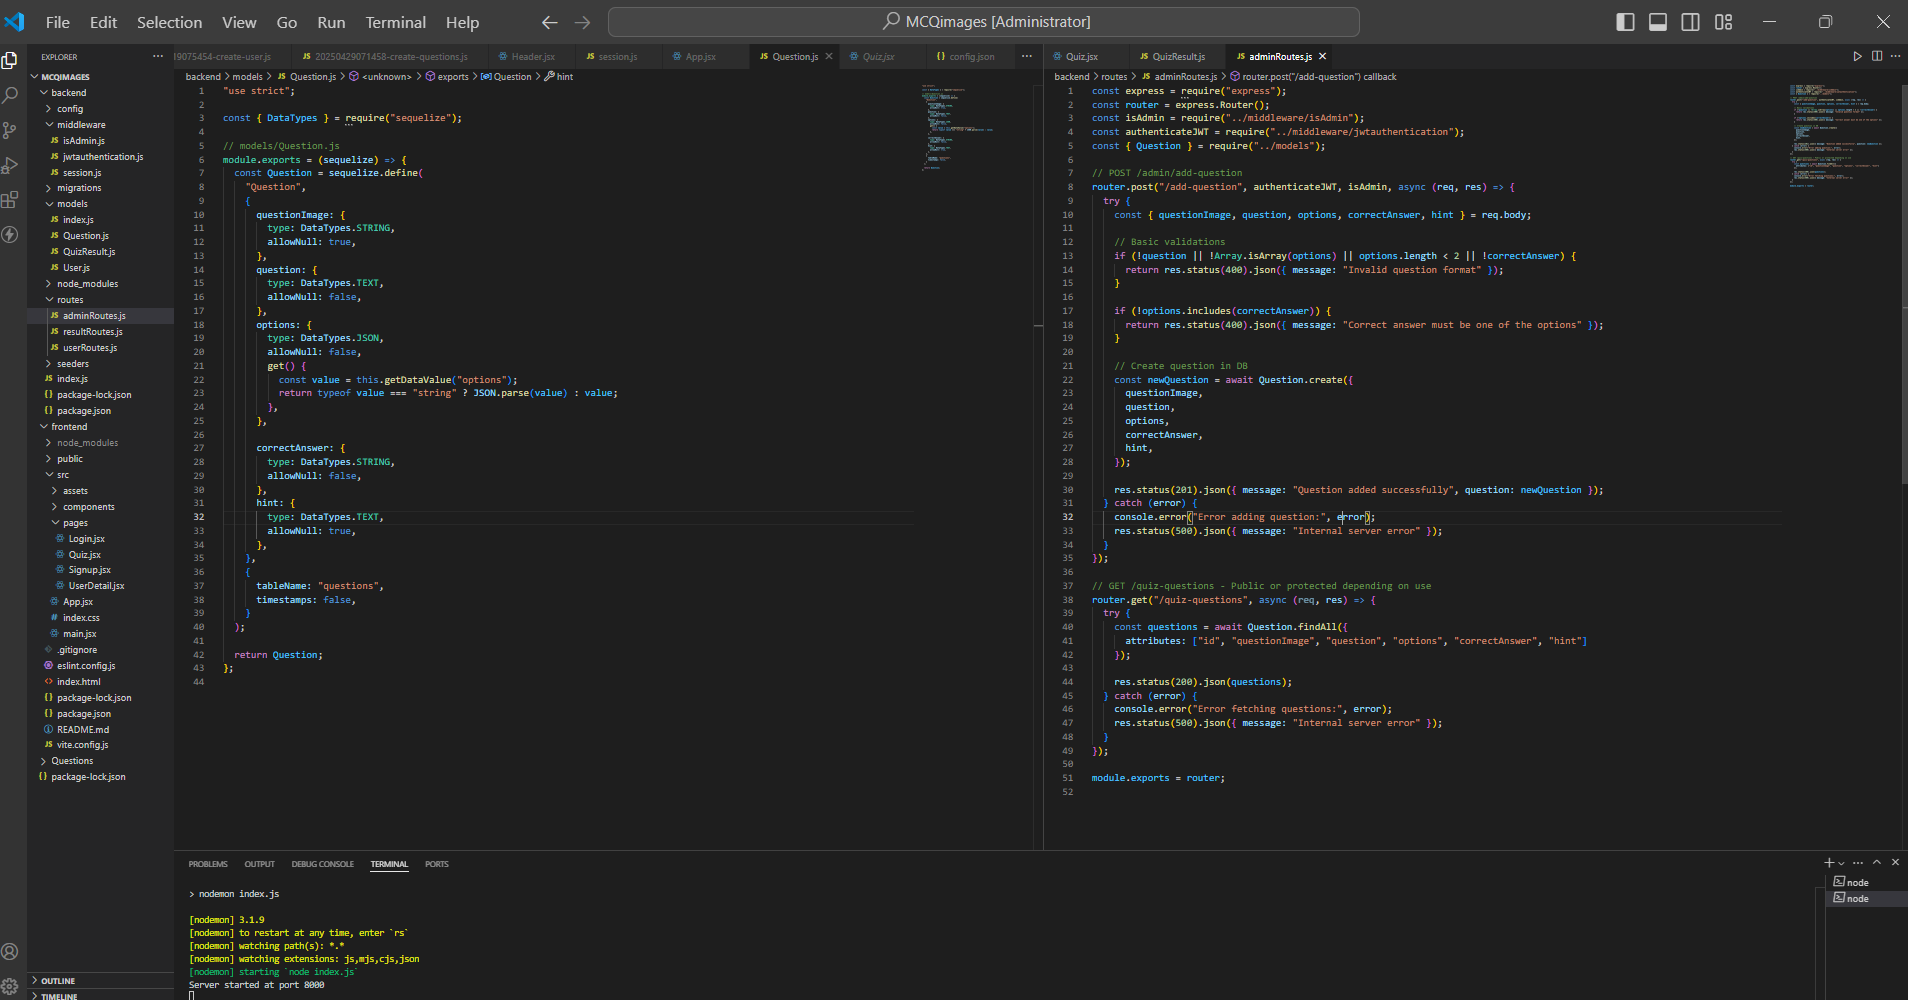 File Edit Selection View Go Run Terminal Help
MCQimages [Administrator]
EXPLORER
MCQIMAGES
backend
config
middleware
isAdmin.js
jwtauthentication.js
session.js
migrations
models
index.js
Question.js
QuizResult.js
User.js
node_modules
routes
adminRoutes.js
resultRoutes.js
userRoutes.js
seeders
index.js
package-lock.json
package.json
frontend
node_modules
public
src
assets
components
pages
Login.jsx
Quiz.jsx
Signup.jsx
UserDetail.jsx
App.jsx
index.css
main.jsx
.gitignore
eslint.config.js
index.html
package-lock.json
package.json
README.md
vite.config.js
Questions
package-lock.json
OUTLINE
TIMELINE
19075454-create-user.js 20250429071458-create-questions.js Header.jsx session.js App.jsx Question.js Quiz.jsx config.json
backend > models > Question.js > <unknown> > exports > Question > hint
1 "use strict";
2
3 const { DataTypes } = require("sequelize");
4
5 // models/Question.js
6 module.exports = (sequelize) => {
7 const Question = sequelize.define(
8 "Question",
9 {
10 questionImage: {
11 type: DataTypes.STRING,
12 allowNull: true,
13 },
14 question: {
15 type: DataTypes.TEXT,
16 allowNull: false,
17 },
18 options: {
19 type: DataTypes.JSON,
20 allowNull: false,
21 get() {
22 const value = this.getDataValue("options");
23 return typeof value === "string" ? JSON.parse(value) : value;
24 },
25 },
26
27 correctAnswer: {
28 type: DataTypes.STRING,
29 allowNull: false,
30 },
31 hint: {
32 type: DataTypes.TEXT,
33 allowNull: true,
34 },
35 },
36 {
37 tableName: "questions",
38 timestamps: false,
39 }
40 );
41
42 return Question;
43 };
44
Quiz.jsx QuizResult.js adminRoutes.js
backend > routes > adminRoutes.js > router.post("/add-question") callback
1 const express = require("express");
2 const router = express.Router();
3 const isAdmin = require("../middleware/isAdmin");
4 const authenticateJWT = require("../middleware/jwtauthentication");
5 const { Question } = require("../models");
6
7 // POST /admin/add-question
8 router.post("/add-question", authenticateJWT, isAdmin, async (req, res) => {
9 try {
10 const { questionImage, question, options, correctAnswer, hint } = req.body;
11
12 // Basic validations
13 if (!question || !Array.isArray(options) || options.length < 2 || !correctAnswer) {
14 return res.status(400).json({ message: "Invalid question format" });
15 }
16
17 if (!options.includes(correctAnswer)) {
18 return res.status(400).json({ message: "Correct answer must be one of the options" });
19 }
20
21 // Create question in DB
22 const newQuestion = await Question.create({
23 questionImage,
24 question,
25 options,
26 correctAnswer,
27 hint,
28 });
29
30 res.status(201).json({ message: "Question added successfully", question: newQuestion });
31 } catch (error) {
32 console.error("Error adding question:", error);
33 res.status(500).json({ message: "Internal server error" });
34 }
35 });
36
37 // GET /quiz-questions - Public or protected depending on use
38 router.get("/quiz-questions", async (req, res) => {
39 try {
40 const questions = await Question.findAll({
41 attributes: ["id", "questionImage", "question", "options", "correctAnswer", "hint"]
42 });
43
44 res.status(200).json(questions);
45 } catch (error) {
46 console.error("Error fetching questions:", error);
47 res.status(500).json({ message: "Internal server error" });
48 }
49 });
50
51 module.exports = router;
52
PROBLEMS OUTPUT DEBUG CONSOLE TERMINAL PORTS
> nodemon index.js
[nodemon] 3.1.9
[nodemon] to restart at any time, enter `rs`
[nodemon] watching path(s): *.*
[nodemon] watching extensions: js,mjs,cjs,json
[nodemon] starting `node index.js`
Server started at port 8000
node
node